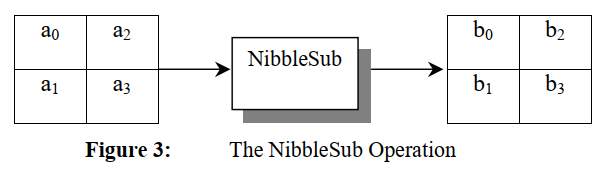 a0 a2 b0 b2
NibbleSub
a1 a3 b1 b3
Figure 3: The NibbleSub Operation